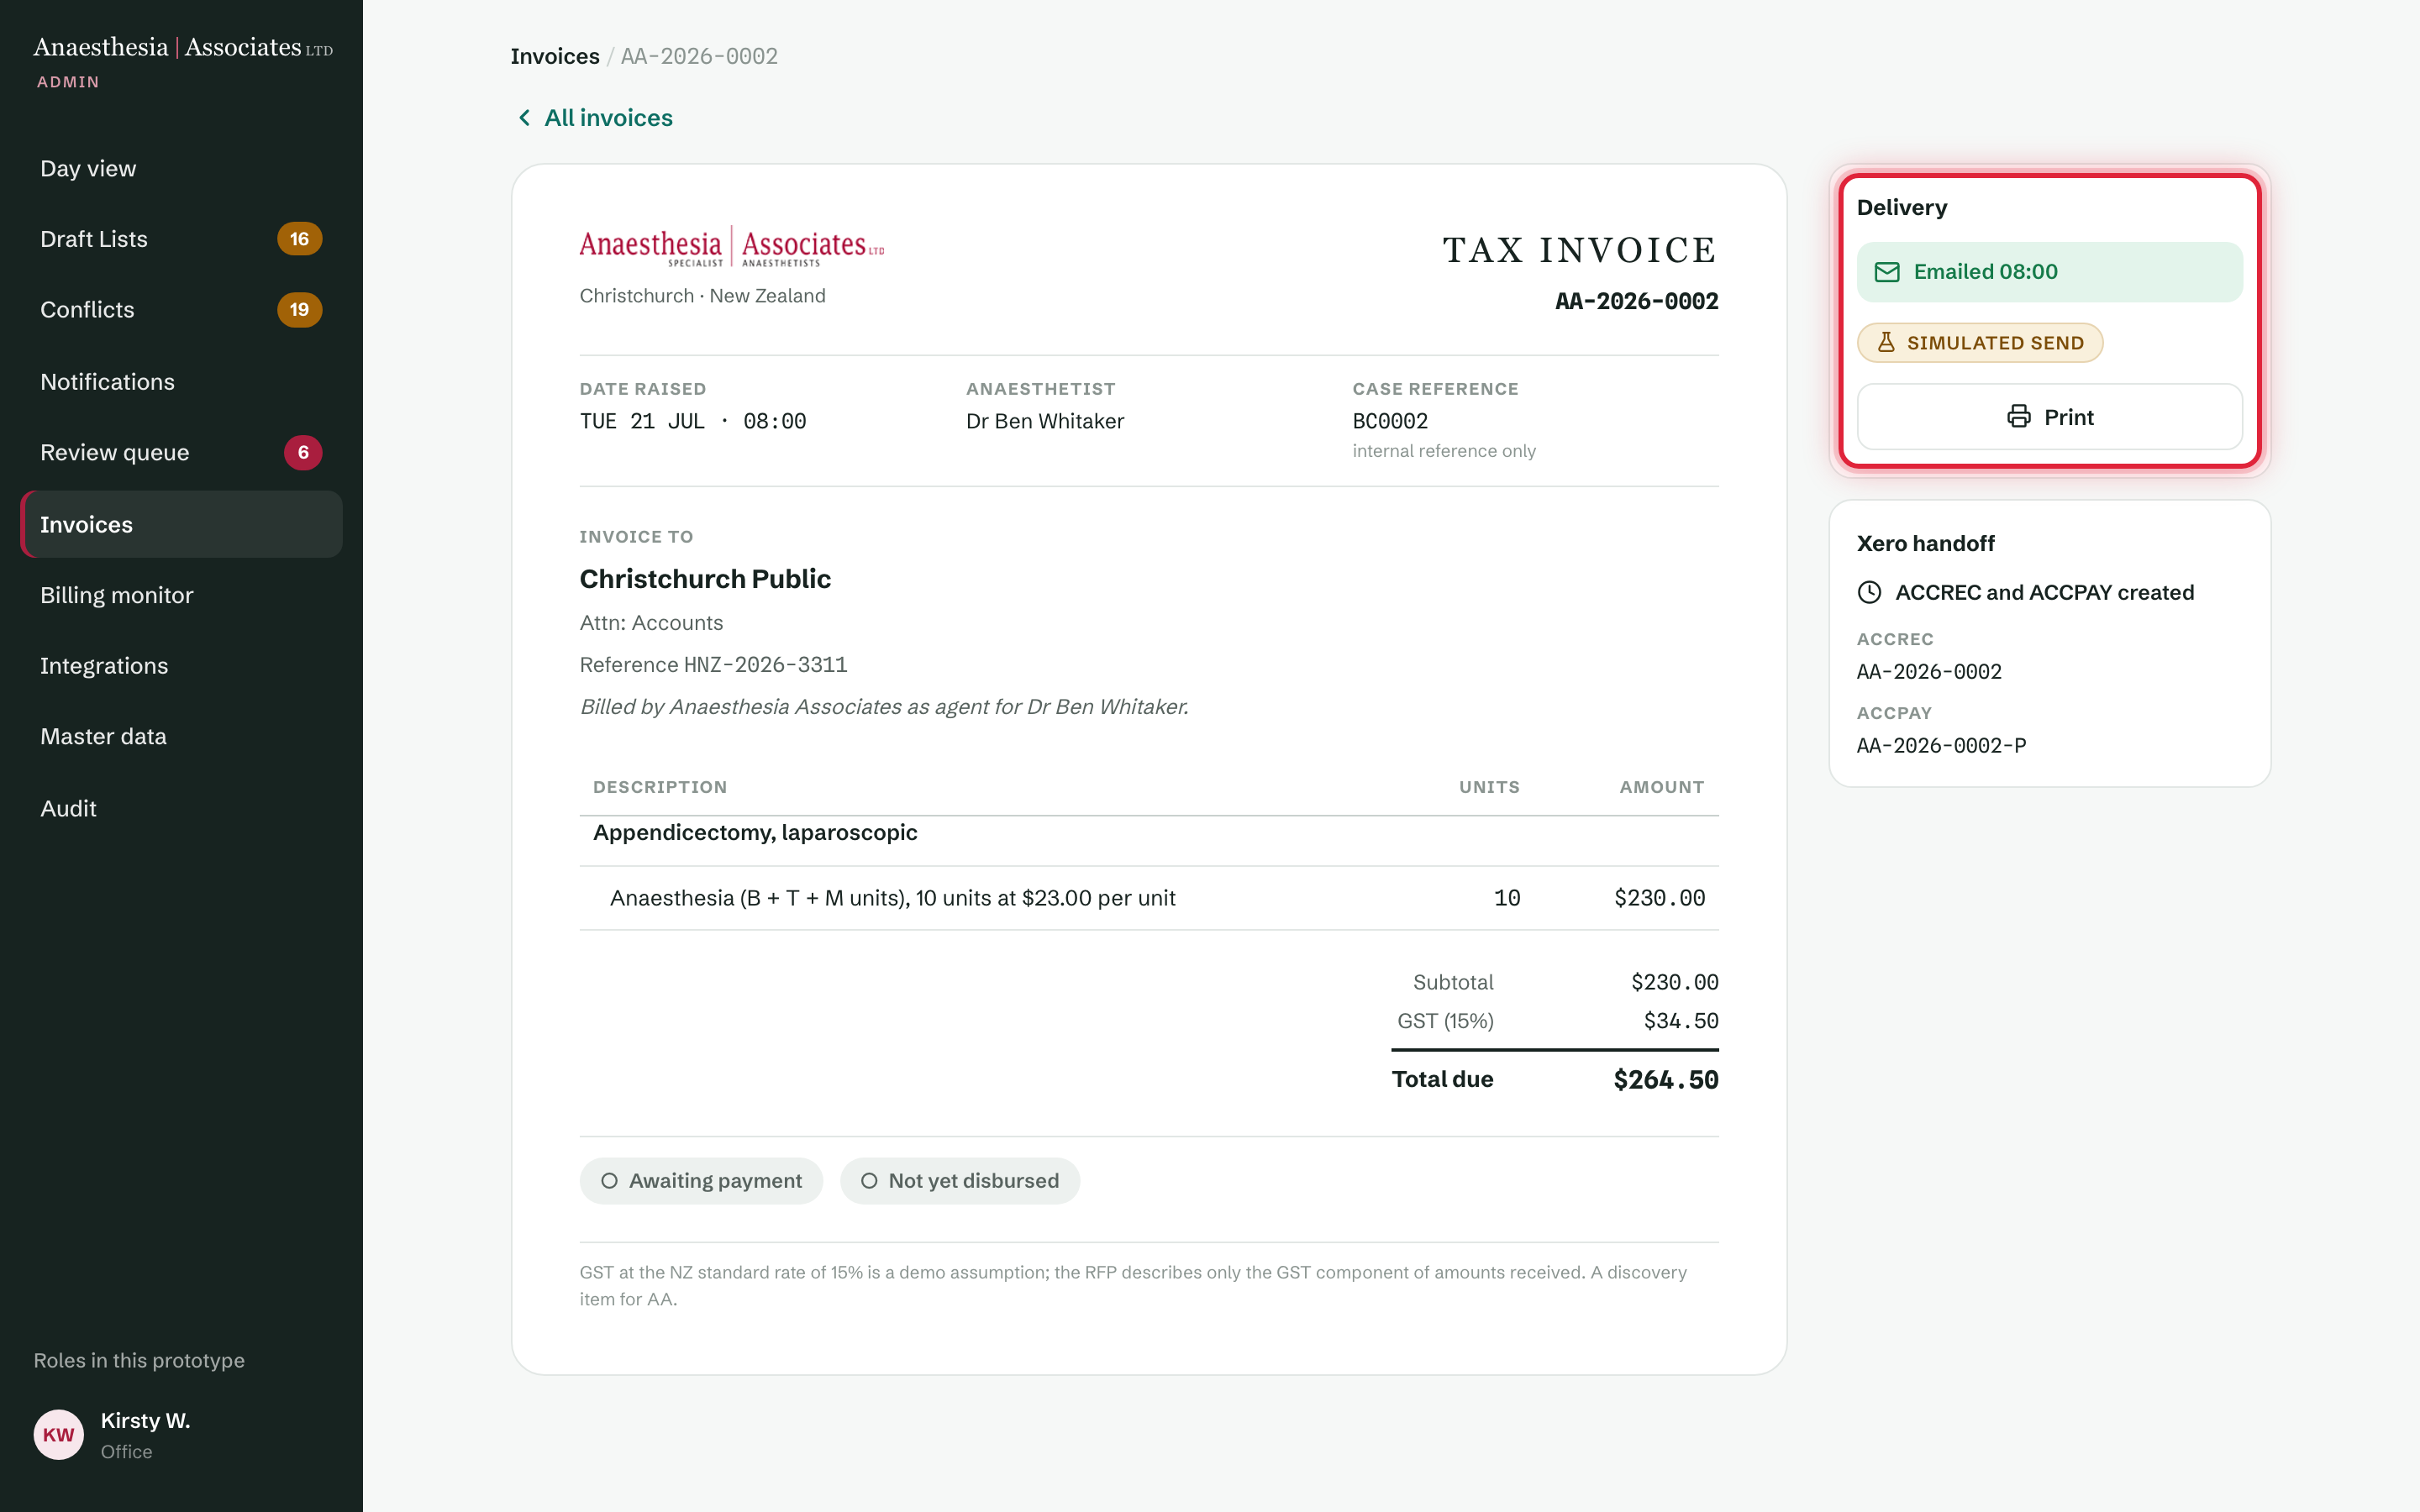 Anaesthesia | Associates LTD
ADMIN
Day view
Draft Lists 16
Conflicts 19
Notifications
Review queue 6
Invoices
Billing monitor
Integrations
Master data
Audit
Roles in this prototype
KW
Kirsty W.
Office
Invoices / AA-2026-0002
All invoices
Anaesthesia | Associates LTD
SPECIALIST ANAESTHETISTS
Christchurch · New Zealand
TAX INVOICE
AA-2026-0002
DATE RAISED
TUE 21 JUL · 08:00
ANAESTHETIST
Dr Ben Whitaker
CASE REFERENCE
BC0002
internal reference only
INVOICE TO
Christchurch Public
Attn: Accounts
Reference HNZ-2026-3311
Billed by Anaesthesia Associates as agent for Dr Ben Whitaker.
DESCRIPTION UNITS AMOUNT
Appendicectomy, laparoscopic
Anaesthesia (B + T + M units), 10 units at $23.00 per unit 10 $230.00
Subtotal $230.00
GST (15%) $34.50
Total due $264.50
Awaiting payment
Not yet disbursed
GST at the NZ standard rate of 15% is a demo assumption; the RFP describes only the GST component of amounts received. A discovery
item for AA.
Delivery
Emailed 08:00
SIMULATED SEND
Print
Xero handoff
ACCREC and ACCPAY created
ACCREC
AA-2026-0002
ACCPAY
AA-2026-0002-P